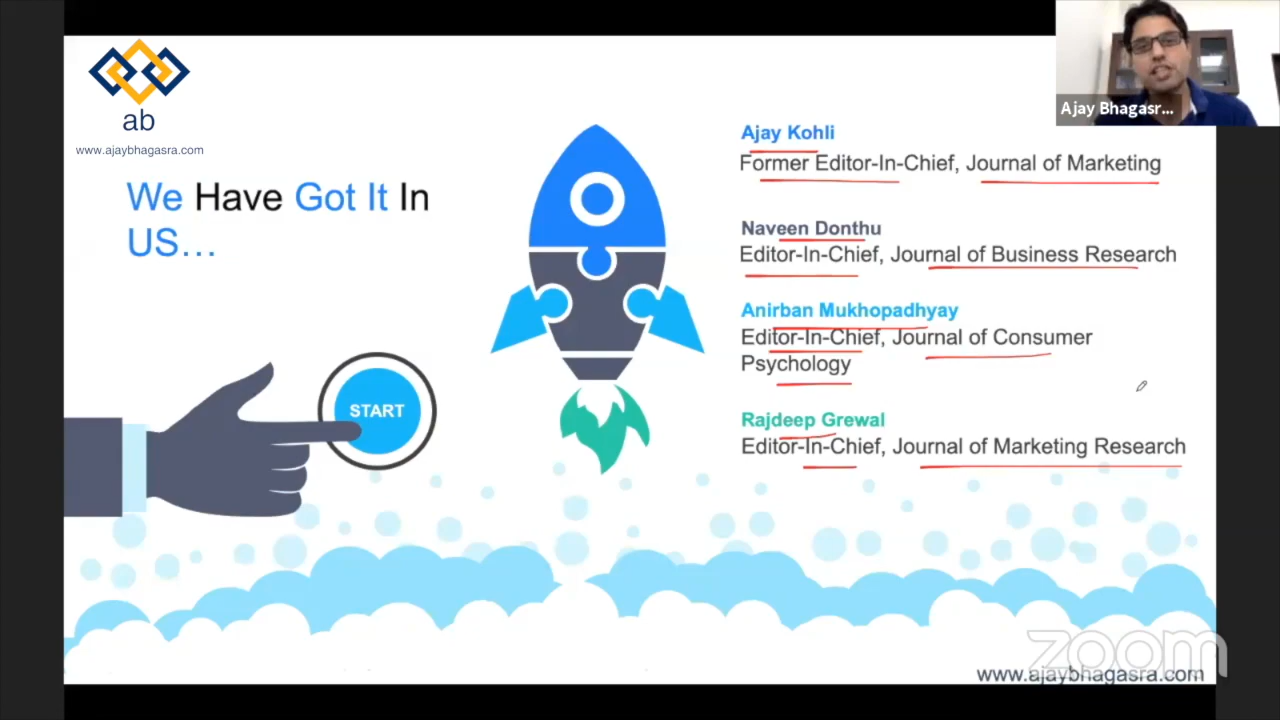 ab
www.ajaybhagasra.com
We Have Got It In
US...
START
Ajay Kohli
Former Editor-In-Chief, Journal of Marketing
Naveen Donthu
Editor-In-Chief, Journal of Business Research
Anirban Mukhopadhyay
Editor-In-Chief, Journal of Consumer
Psychology
Rajdeep Grewal
Editor-In-Chief, Journal of Marketing Research
Ajay Bhagasr...
zoom
www.ajaybhagasra.com